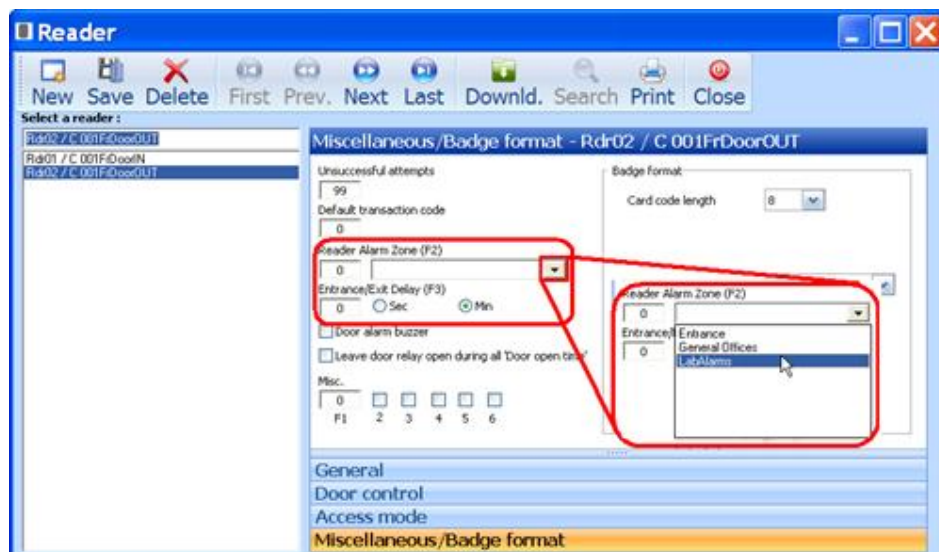 Reader
New Save Delete First Prev. Next Last Downld. Search Print Close
Select a reader :
Rdr02 / C 001FrDoorOUT
Rdr01 / C 001FrDoorIN
Rdr02 / C 001FrDoorOUT
Miscellaneous/Badge format - Rdr02 / C 001FrDoorOUT
Unsuccessful attempts
99
Default transaction code
0
Reader Alarm Zone (F2)
0
Entrance/Exit Delay (F3)
0 Sec Min
Door alarm buzzer
Leave door relay open during all 'Door open time'
Misc.
0
F1 2 3 4 5 6
Badge format
Card code length 8
Reader Alarm Zone (F2)
0
Entrance/
0
Entrance
General Offices
LabAlarms
General
Door control
Access mode
Miscellaneous/Badge format